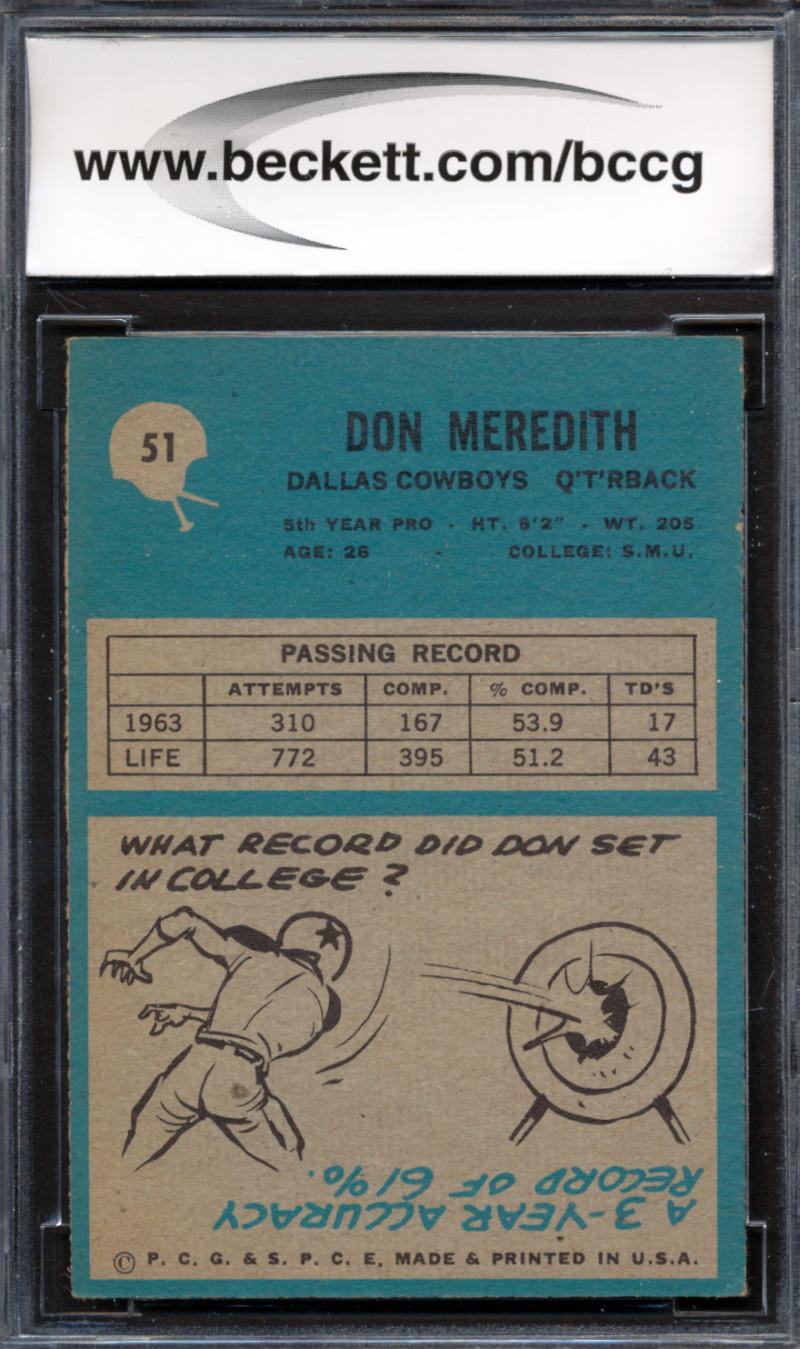 www.beckett.com/bccg
51
DON MEREDITH
DALLAS COWBOYS Q'T'RBACK
5th YEAR PRO - HT. 6'2" - WT. 205
AGE: 26 - COLLEGE: S.M.U.
PASSING RECORD
ATTEMPTS COMP. % COMP. TD'S
1963 310 167 53.9 17
LIFE 772 395 51.2 43
WHAT RECORD DID DON SET
IN COLLEGE?
A 3-YEAR ACCURACY
RECORD OF 61%.
© P. C. G. & S. P. C. E. MADE & PRINTED IN U.S.A.